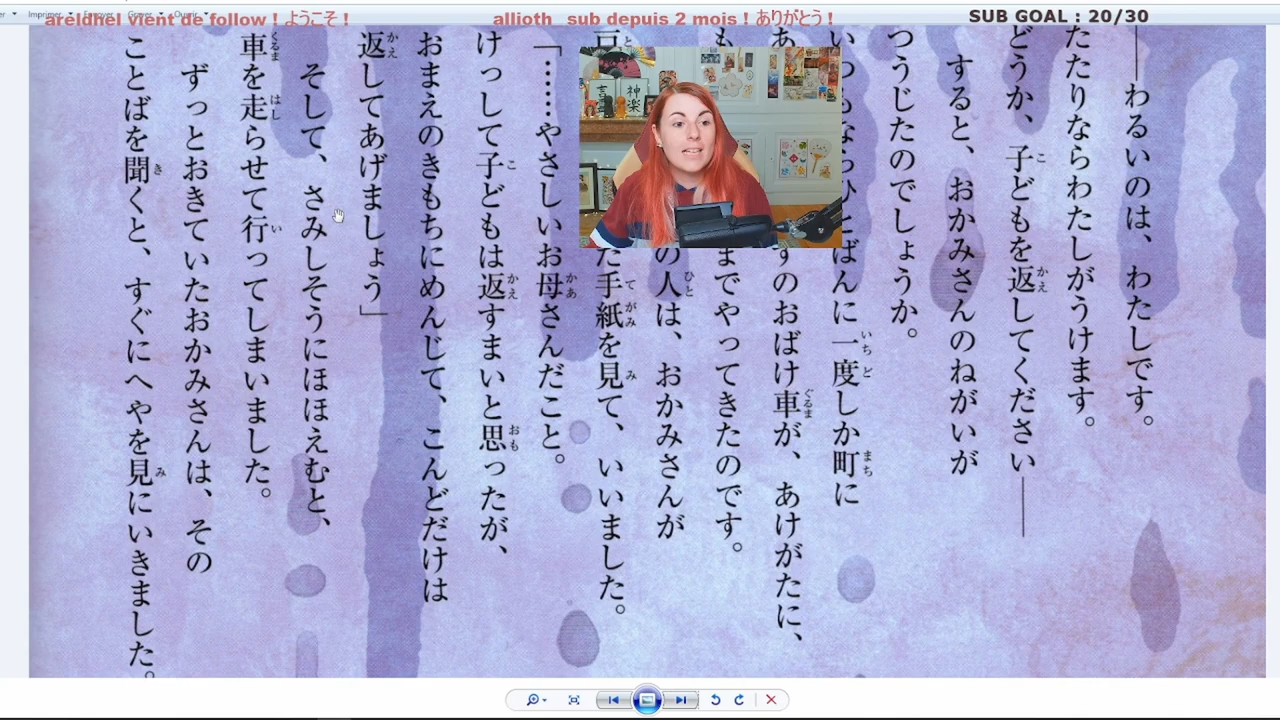 areldhel vient de follow ! ようこそ !
allioth sub depuis 2 mois ! ありがとう !
SUB GOAL : 20/30
Imprimer
――わるいのは、わたしです。
たたりならわたしがうけます。
どうか、子どもを返してください――
すると、おかみさんのねがいが
つうじたのでしょうか。
ばんに一度しか町に
のおばけ車が、あけがたに、
までやってきたのです。
の人は、おかみさんが
た手紙を見て、いいました。
「……やさしいお母さんだこと。
けっして子どもは返すまいと思ったが、
おまえのきもちにめんじて、こんどだけは
返してあげましょう」
そして、さみしそうにほほえむと、
車を走らせて行ってしまいました。
ずっとおきていたおかみさんは、その
ことばを聞くと、すぐにへやを見にいきました。
喜
神楽